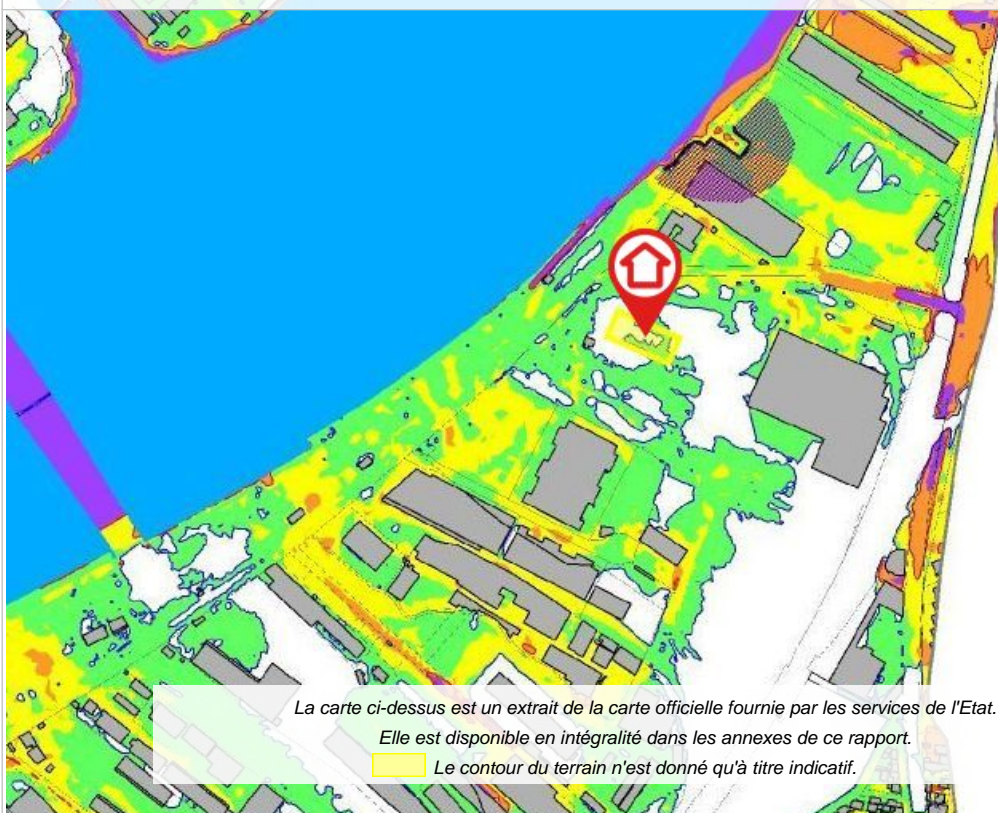 La carte ci-dessus est un extrait de la carte officielle fournie par les services de l'Etat.
Elle est disponible en intégralité dans les annexes de ce rapport.
Le contour du terrain n'est donné qu'à titre indicatif.